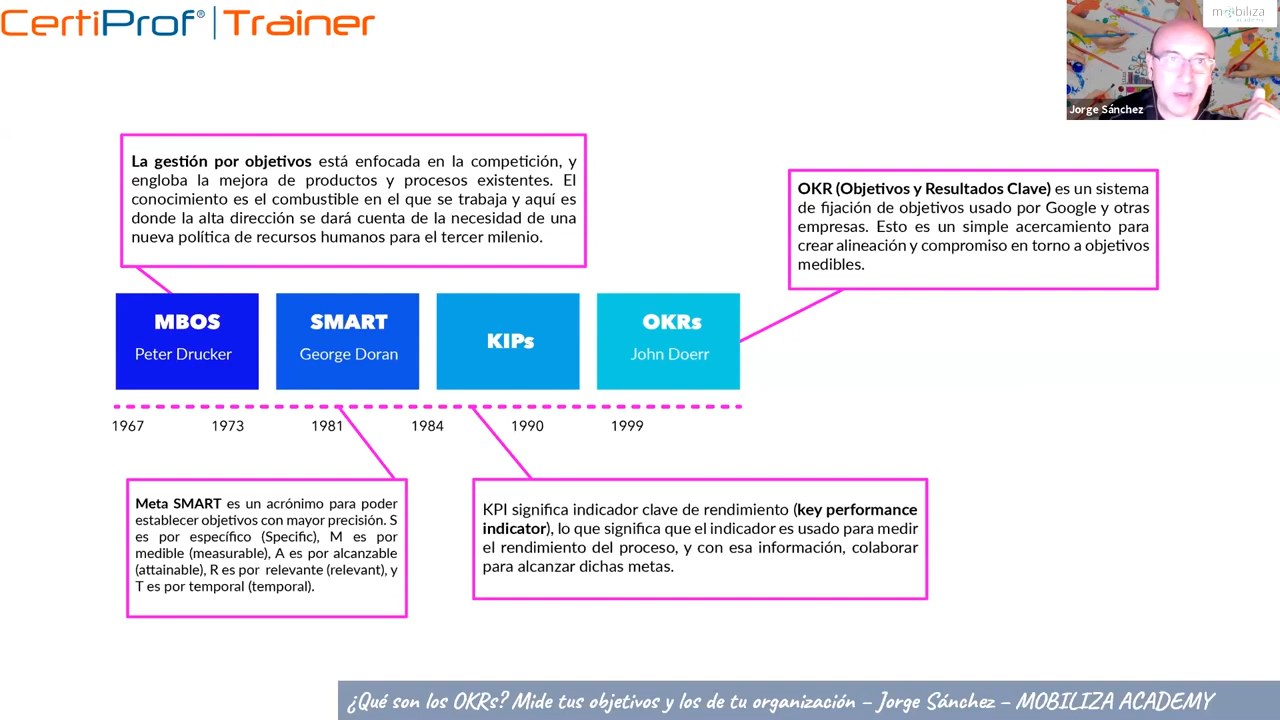 CertiProf® | Trainer
mobiliza
academy
Jorge Sánchez
La gestión por objetivos está enfocada en la competición, y
engloba la mejora de productos y procesos existentes. El
conocimiento es el combustible en el que se trabaja y aquí es
donde la alta dirección se dará cuenta de la necesidad de una
nueva política de recursos humanos para el tercer milenio.
OKR (Objetivos y Resultados Clave) es un sistema
de fijación de objetivos usado por Google y otras
empresas. Esto es un simple acercamiento para
crear alineación y compromiso en torno a objetivos
medibles.
MBOS
Peter Drucker
SMART
George Doran
KIPs
OKRs
John Doerr
1967
1973
1981
1984
1990
1999
Meta SMART es un acrónimo para poder
establecer objetivos con mayor precisión. S
es por específico (Specific), M es por
medible (measurable), A es por alcanzable
(attainable), R es por relevante (relevant), y
T es por temporal (temporal).
KPI significa indicador clave de rendimiento (key performance
indicator), lo que significa que el indicador es usado para medir
el rendimiento del proceso, y con esa información, colaborar
para alcanzar dichas metas.
¿Qué son los OKRs? Mide tus objetivos y los de tu organización – Jorge Sánchez – MOBILIZA ACADEMY